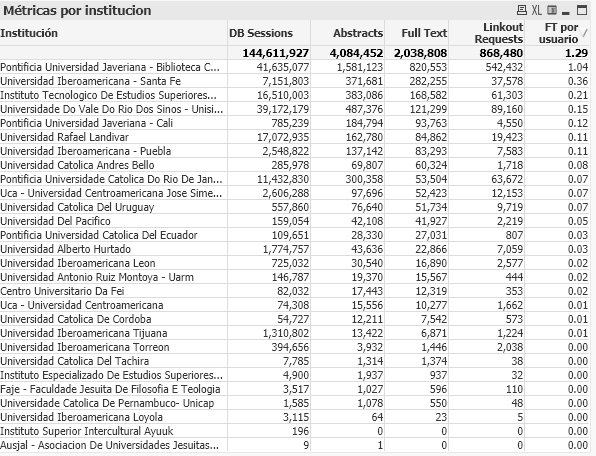 Métricas por institucion
XL
Institución DB Sessions Abstracts Full Text Linkout Requests FT por usuario
144,611,927 4,084,452 2,038,808 868,480 1.29
Pontificia Universidad Javeriana - Biblioteca C... 41,635,077 1,581,123 820,553 542,432 1.04
Universidad Iberoamericana - Santa Fe 7,151,803 371,681 282,255 37,578 0.36
Instituto Tecnologico De Estudios Superiores... 16,510,003 383,086 168,582 61,303 0.21
Universidade Do Vale Do Rio Dos Sinos - Unisi... 39,172,179 487,376 121,299 89,160 0.15
Pontificia Universidad Javeriana - Cali 785,239 184,794 93,763 4,550 0.12
Universidad Rafael Landivar 17,072,935 162,780 84,862 19,423 0.11
Universidad Iberoamericana - Puebla 2,548,822 137,142 83,293 7,583 0.11
Universidad Catolica Andres Bello 285,978 69,807 60,324 1,718 0.08
Pontificia Universidade Catolica Do Rio De Jan... 11,432,830 300,358 53,504 63,672 0.07
Uca - Universidad Centroamericana Jose Sime... 2,606,288 97,696 52,423 12,153 0.07
Universidad Catolica Del Uruguay 557,860 76,640 51,734 9,719 0.07
Universidad Del Pacifico 159,054 42,108 41,927 2,219 0.05
Pontificia Universidad Catolica Del Ecuador 109,651 28,330 27,031 807 0.03
Universidad Alberto Hurtado 1,774,757 43,636 22,866 7,059 0.03
Universidad Iberoamericana Leon 725,032 30,540 16,890 2,577 0.02
Universidad Antonio Ruiz Montoya - Uarm 146,787 19,370 15,567 444 0.02
Centro Universitario Da Fei 82,032 17,443 12,319 353 0.02
Uca - Universidad Centroamericana 74,308 15,556 10,277 1,662 0.01
Universidad Catolica De Cordoba 54,727 12,211 7,542 573 0.01
Universidad Iberoamericana Tijuana 1,310,802 13,422 6,871 1,224 0.01
Universidad Iberoamericana Torreon 394,656 3,932 1,446 2,038 0.00
Universidad Catolica Del Tachira 7,785 1,314 1,374 38 0.00
Instituto Especializado De Estudios Superiores... 4,900 1,937 937 32 0.00
Faje - Faculdade Jesuita De Filosofia E Teologia 3,517 1,027 596 110 0.00
Universidade Catolica De Pernambuco- Unicap 1,585 1,078 550 48 0.00
Universidad Iberoamericana Loyola 3,115 64 23 5 0.00
Instituto Superior Intercultural Ayuuk 196 0 0 0 0.00
Ausjal - Asociacion De Universidades Jesuitas... 9 1 0 0 0.00